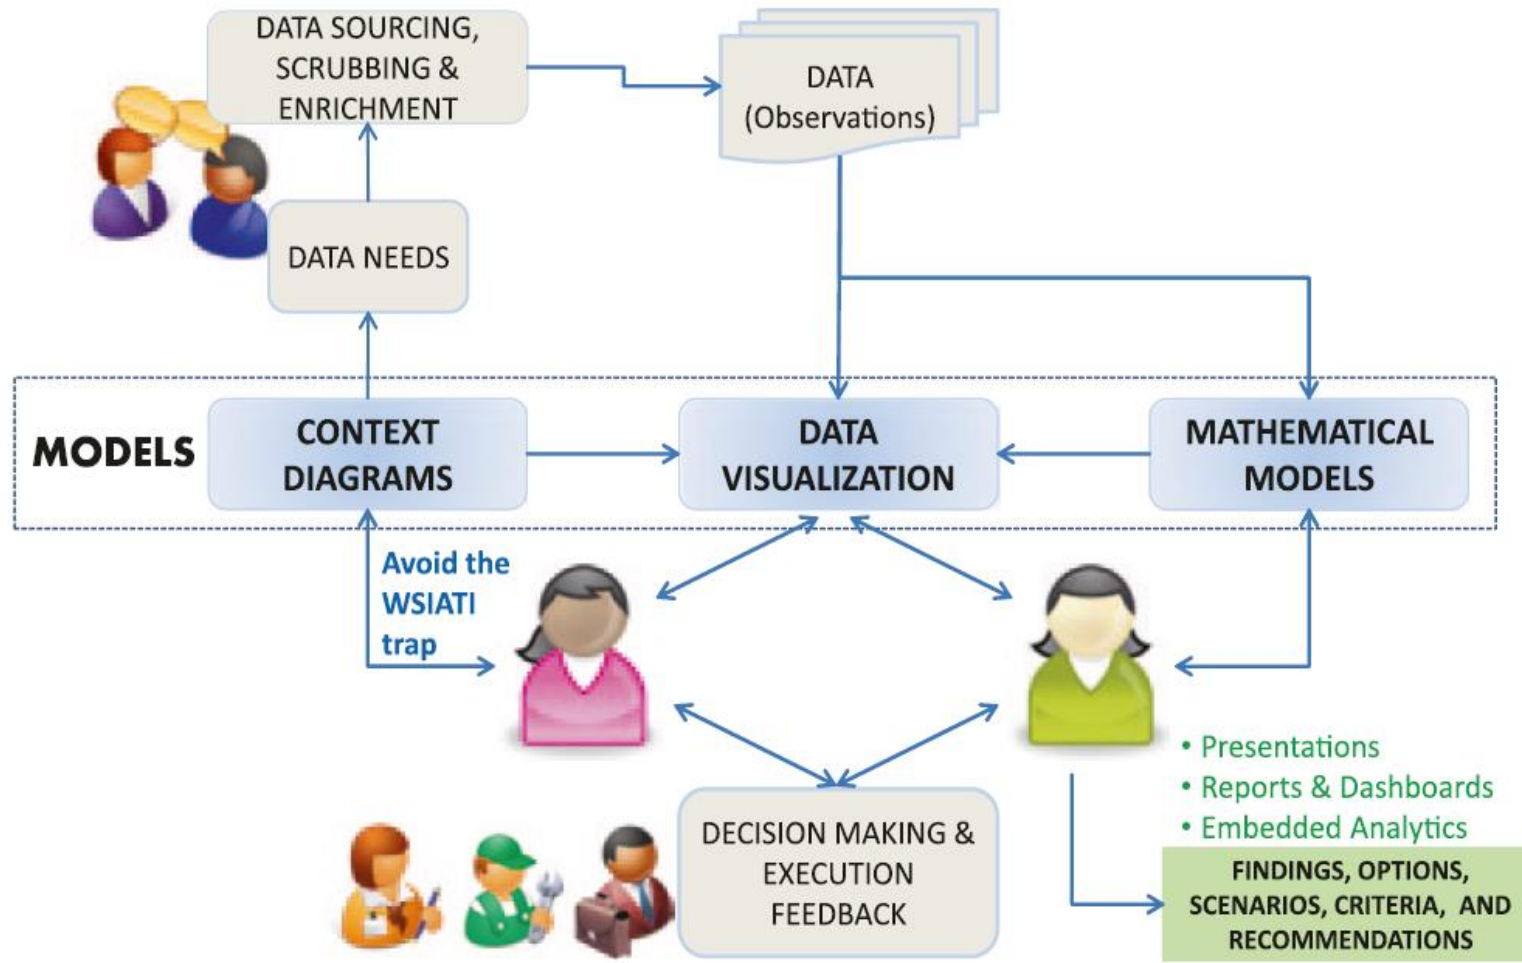 DATA SOURCING,
SCRUBBING &
ENRICHMENT
DATA
(Observations)
DATA NEEDS
MODELS
CONTEXT
DIAGRAMS
DATA
VISUALIZATION
MATHEMATICAL
MODELS
Avoid the
WSIATI
trap
• Presentations
• Reports & Dashboards
• Embedded Analytics
DECISION MAKING &
EXECUTION
FEEDBACK
FINDINGS, OPTIONS,
SCENARIOS, CRITERIA, AND
RECOMMENDATIONS